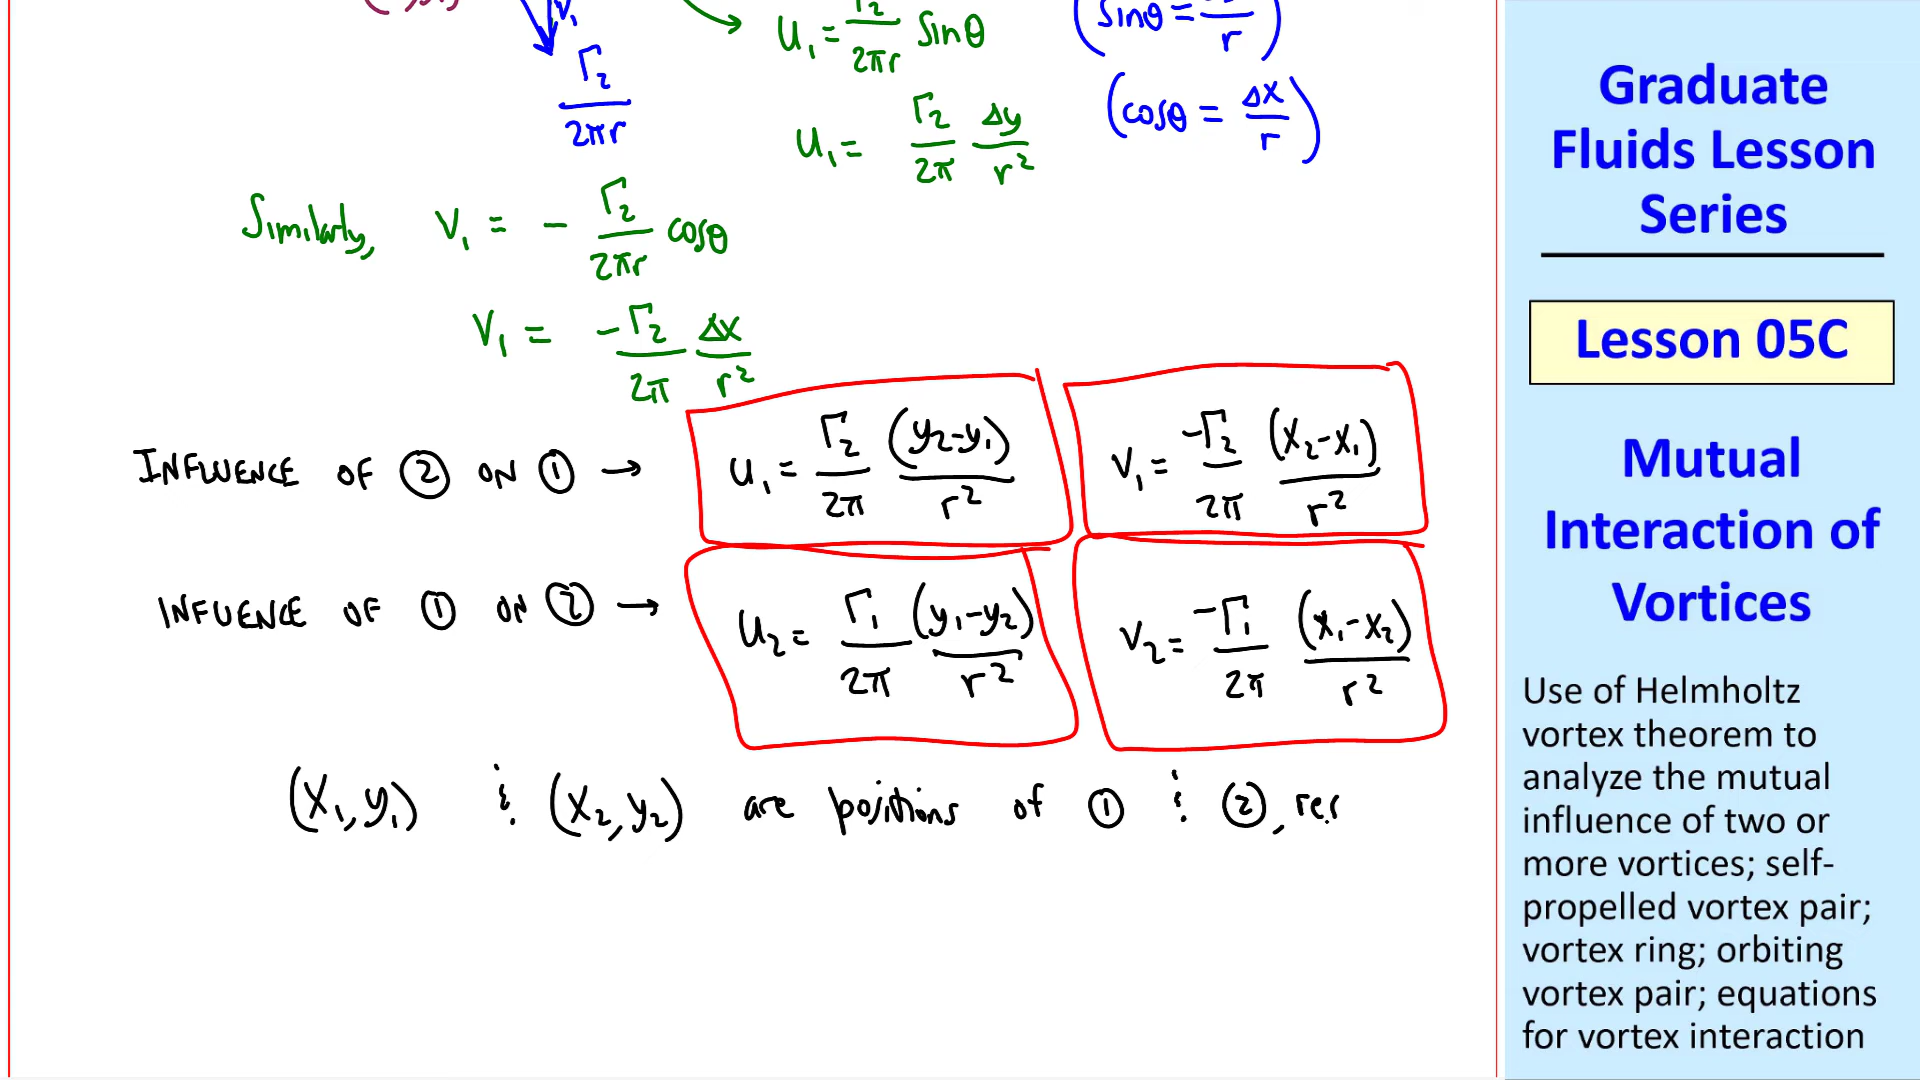 V₁
Γ₂
2πr
U₁ = Γ₂/2πr sinθ
(sinθ = /r)
U₁ = Γ₂/2π Δy/r²
(cosθ = Δx/r)
Similarly, V₁ = - Γ₂/2πr cosθ
V₁ = -Γ₂/2π Δx/r²
INFLUENCE OF ② ON ① → U₁ = Γ₂/2π (y₂-y₁)/r² V₁ = -Γ₂/2π (x₂-x₁)/r²
INFLUENCE OF ① ON ② → U₂ = Γ₁/2π (y₁-y₂)/r² V₂ = -Γ₁/2π (x₁-x₂)/r²
(x₁,y₁) & (x₂,y₂) are positions of ① & ②, res
Graduate
Fluids Lesson
Series
Lesson 05C
Mutual
Interaction of
Vortices
Use of Helmholtz
vortex theorem to
analyze the mutual
influence of two or
more vortices; self-
propelled vortex pair;
vortex ring; orbiting
vortex pair; equations
for vortex interaction